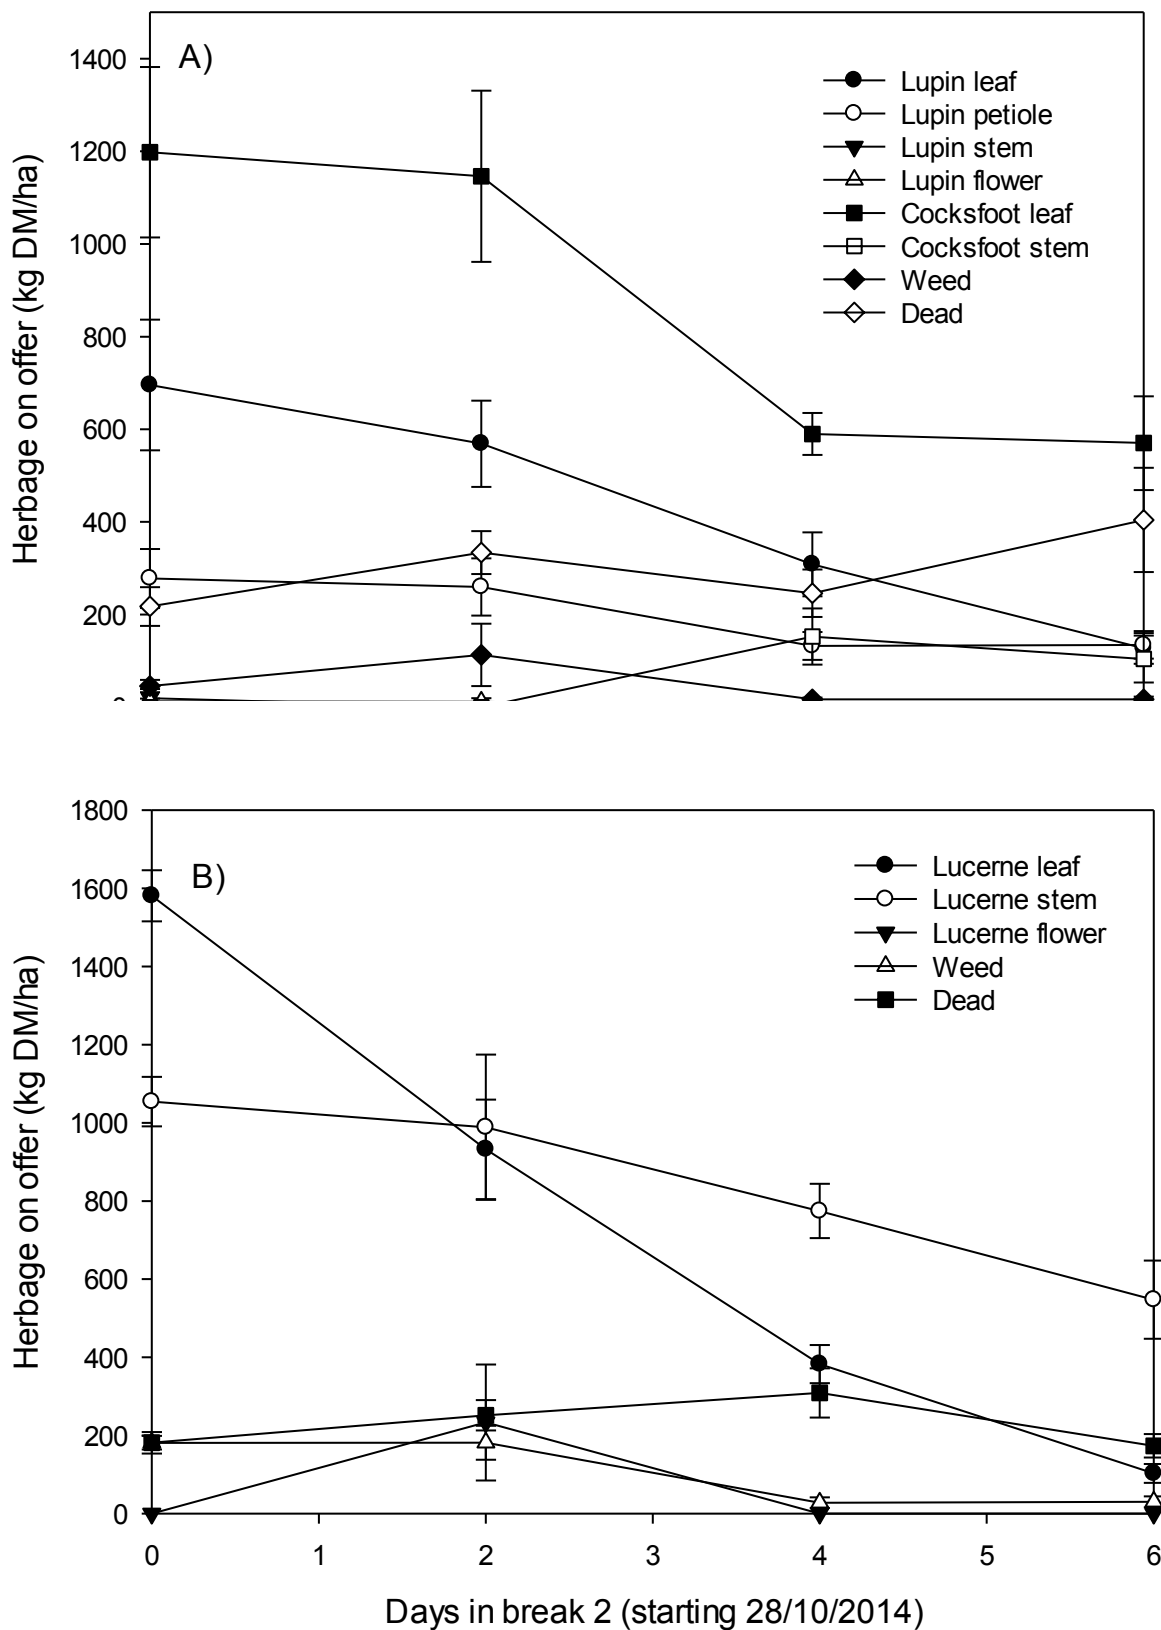 A)
1400
1200
1000
800
600
400
200
Herbage on offer (kg DM/ha)
Lupin leaf
Lupin petiole
Lupin stem
Lupin flower
Cocksfoot leaf
Cocksfoot stem
Weed
Dead
B)
1800
1600
1400
1200
1000
800
600
400
200
0
Herbage on offer (kg DM/ha)
Lucerne leaf
Lucerne stem
Lucerne flower
Weed
Dead
0 1 2 3 4 5 6
Days in break 2 (starting 28/10/2014)